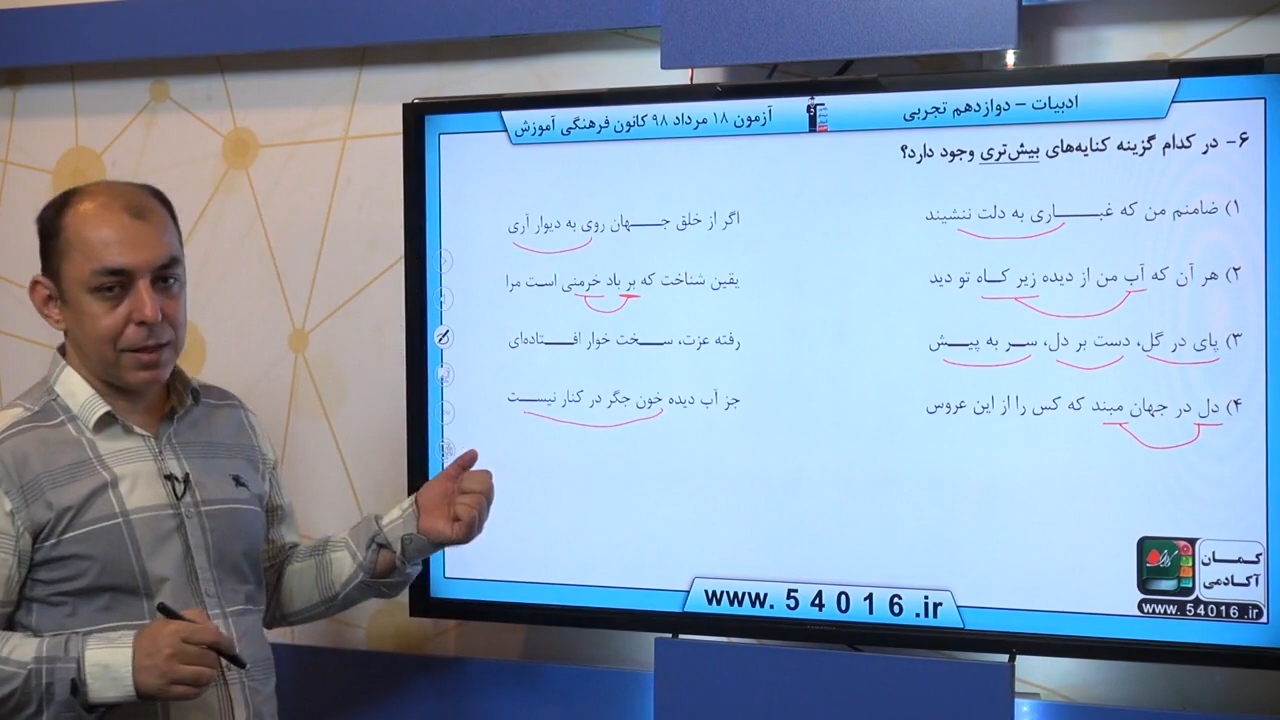 ادبیات - دوازدهم تجربی
آزمون ۱۸ مرداد ۹۸ کانون فرهنگی آموزش
۶- در کدام گزینه کنایه‌های بیش‌تری وجود دارد؟
۱) ضامنم من که غبـــــاری به دلت ننشیند اگر از خلق جـــهان روی به دیوار آری
۲) هر آن که آب من از دیده زیر کـــاه تو دید یقین شناخت که بر باد خرمنی است مرا
۳) پای در گل، دست بر دل، ســر به پیـــش رفته عزت، ســـخت خوار افـــتاده‌ای
۴) دل در جهان مبند که کس را از این عروس جز آب دیده خون جگر در کنار نیســـت
کمان
آکادمی
www. 54016 .ir
www. 54016 .ir